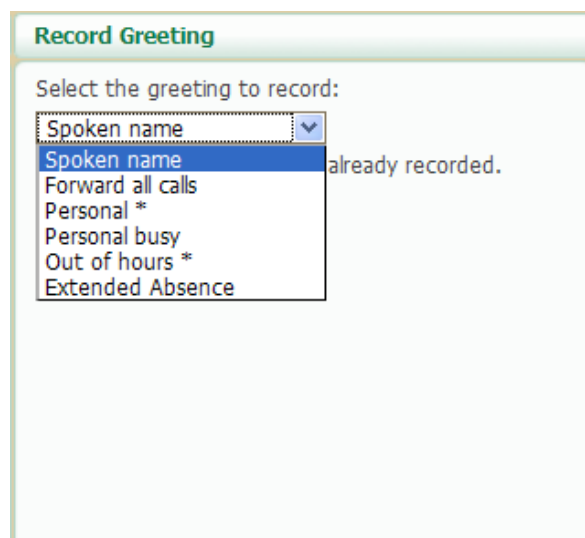 Record Greeting
Select the greeting to record:
Spoken name
Spoken name
already recorded.
Forward all calls
Personal *
Personal busy
Out of hours *
Extended Absence